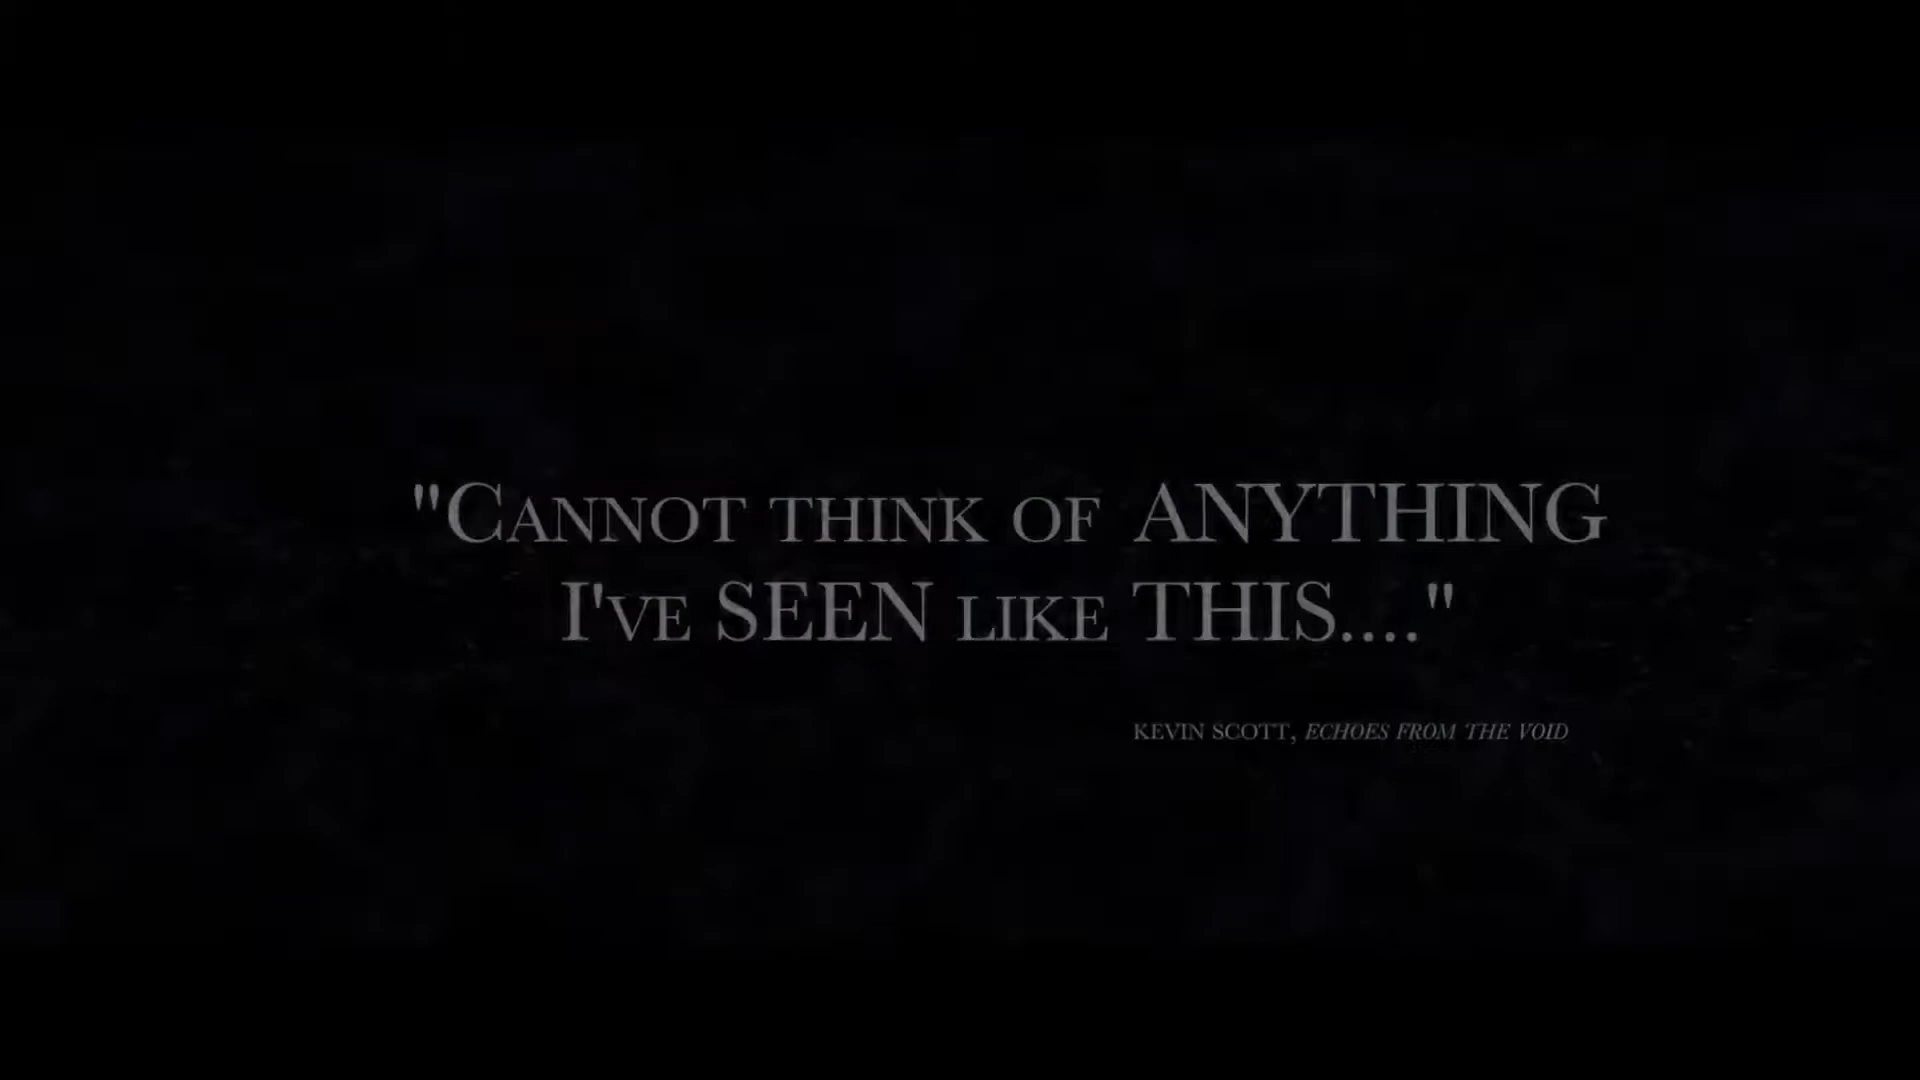 "Cannot think of ANYTHING
I've SEEN like THIS...."
KEVIN SCOTT, ECHOES FROM THE VOID